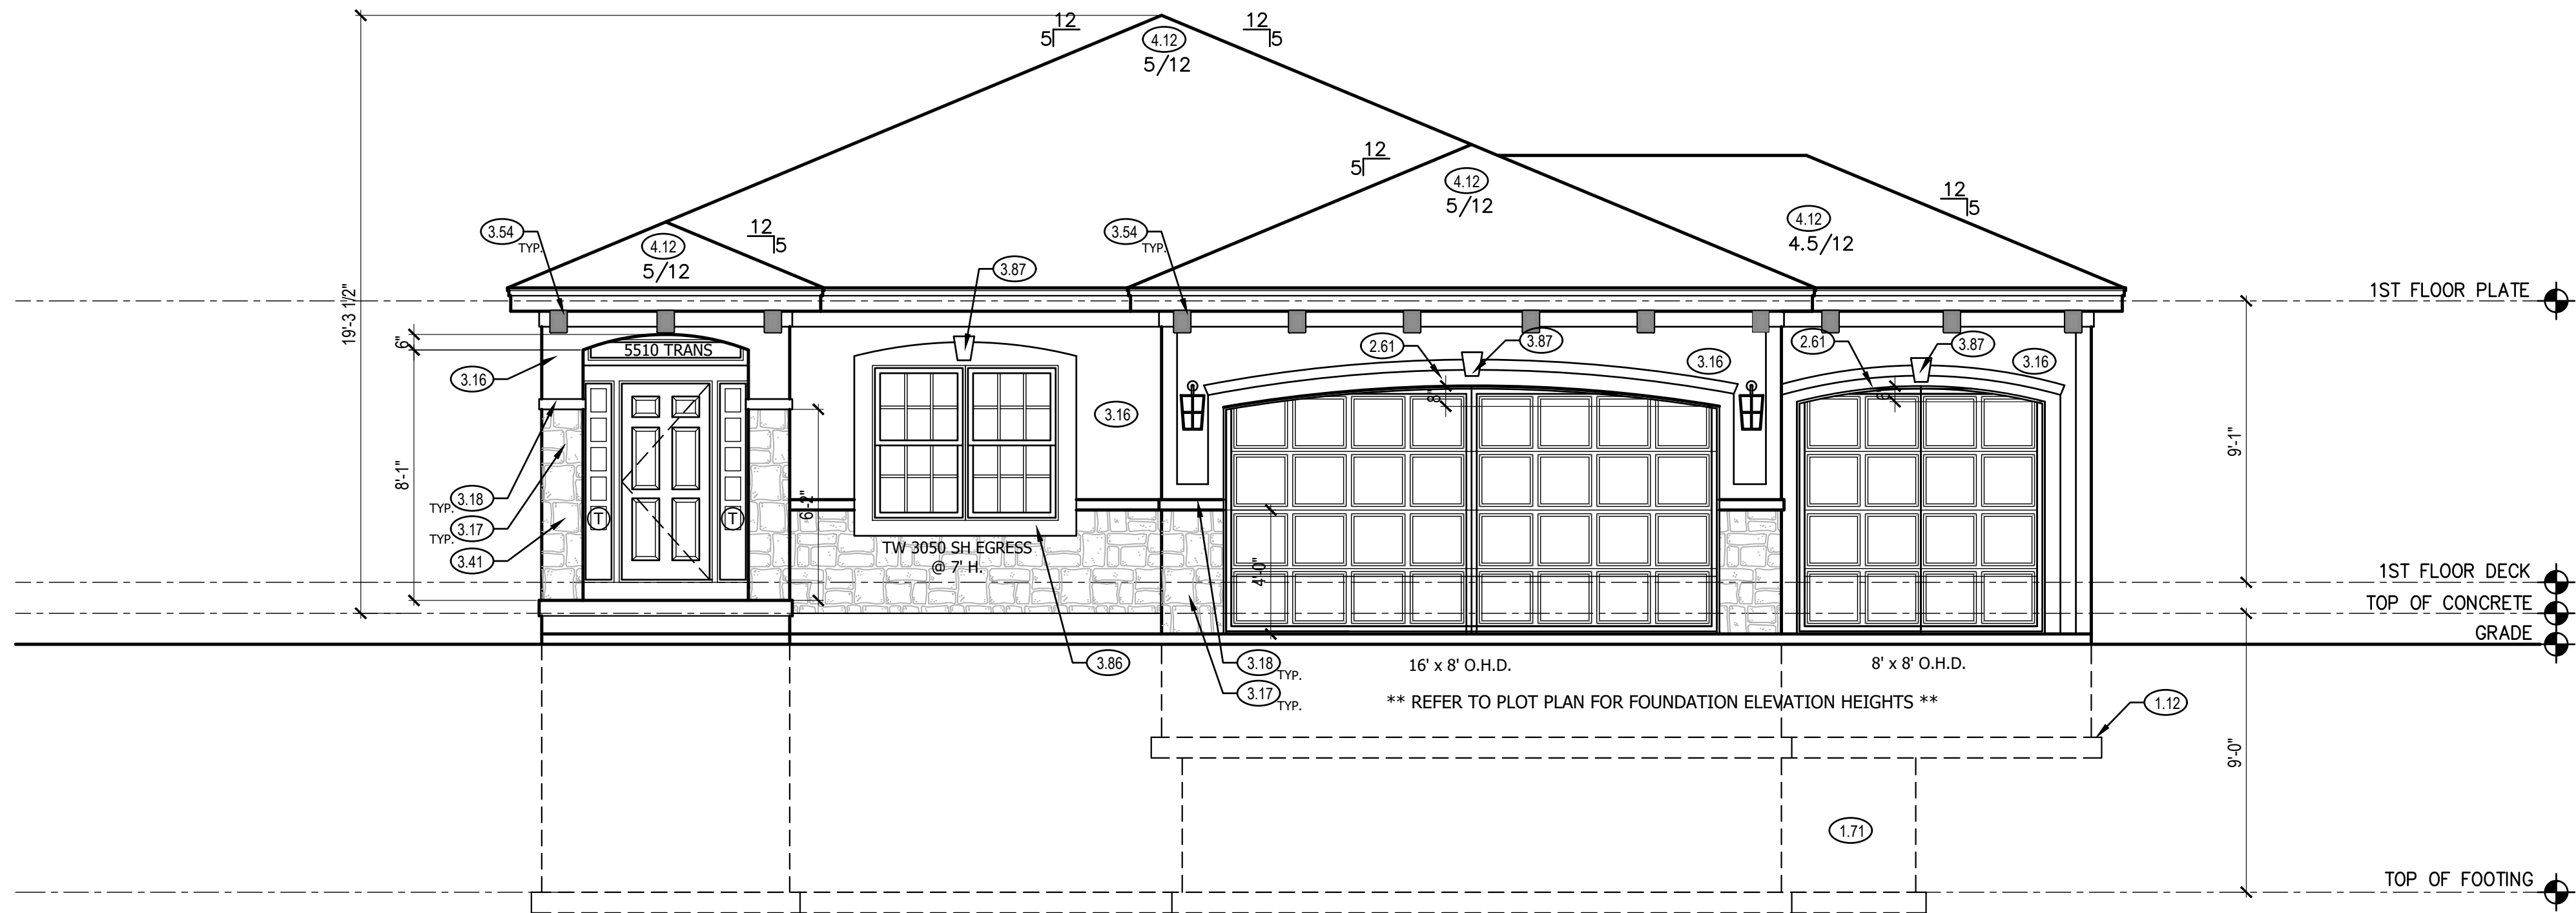 12
5
12
5
4.12
5/12
12
5
4.12
5/12
12
5
4.12
4.5/12
3.54
TYP.
4.12
5/12
12
5
3.54
TYP.
3.87
19'-3 1/2"
1ST FLOOR PLATE
6"
5510 TRANS
3.16
2.61
3.87
3.16
2.61
3.87
3.16
3.16
8"
8'-1"
6'-2"
9'-1"
TYP. 3.18
TYP. 3.17
3.41
T
T
TW 3050 SH EGRESS
@ 7' H.
4'-0"
1ST FLOOR DECK
TOP OF CONCRETE
GRADE
3.86
3.18 TYP.
3.17 TYP.
16' x 8' O.H.D.
8' x 8' O.H.D.
** REFER TO PLOT PLAN FOR FOUNDATION ELEVATION HEIGHTS **
1.12
9'-0"
1.71
TOP OF FOOTING